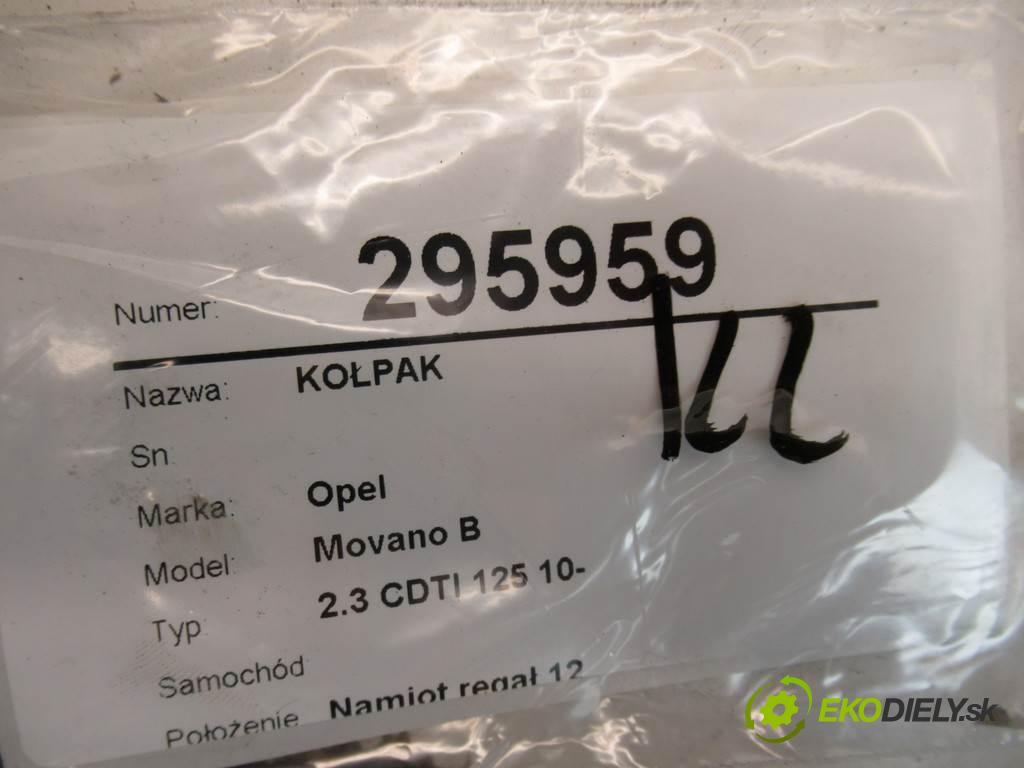 Numer: 295959
Nazwa: KOŁPAK
Sn
Marka: Opel
Model: Movano B
Typ 2.3 CDTI 125 10-
Samochód
Położenie Namiot regał 12
EKODIELY.sk